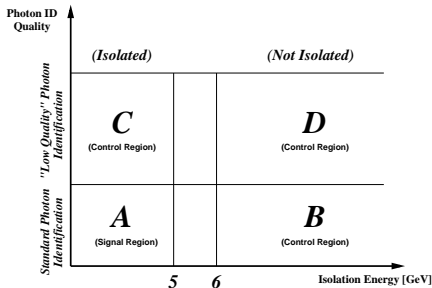 Photon ID
Quality
(Isolated)
(Not Isolated)
"Low Quality" Photon
Identification
C
(Control Region)
D
(Control Region)
Standard Photon
Identification
A
(Signal Region)
B
(Control Region)
5
6
Isolation Energy [GeV]